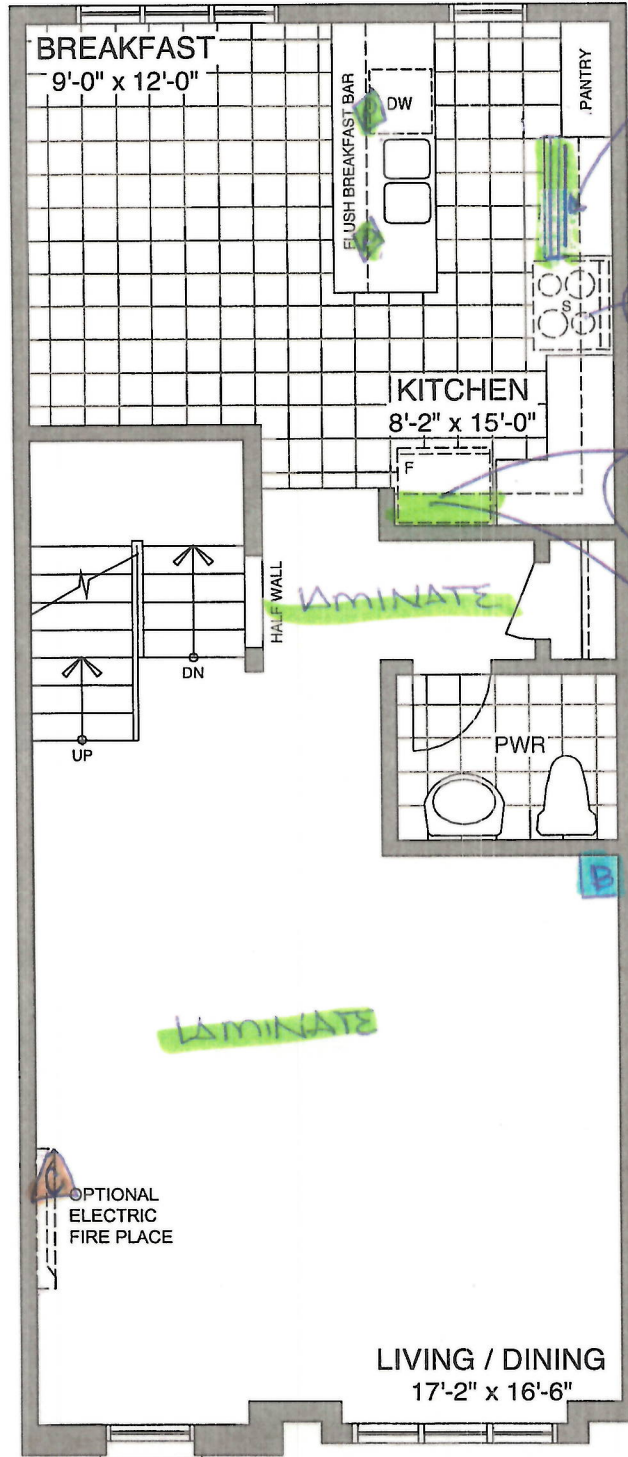 BREAKFAST
9'-0" x 12'-0"
FLUSH BREAKFAST BAR
DW
PANTRY
S
KITCHEN
8'-2" x 15'-0"
F
HALF WALL
LAMINATE
DN
UP
PWR
B
LAMINATE
C
OPTIONAL
ELECTRIC
FIRE PLACE
LIVING / DINING
17'-2" x 16'-6"